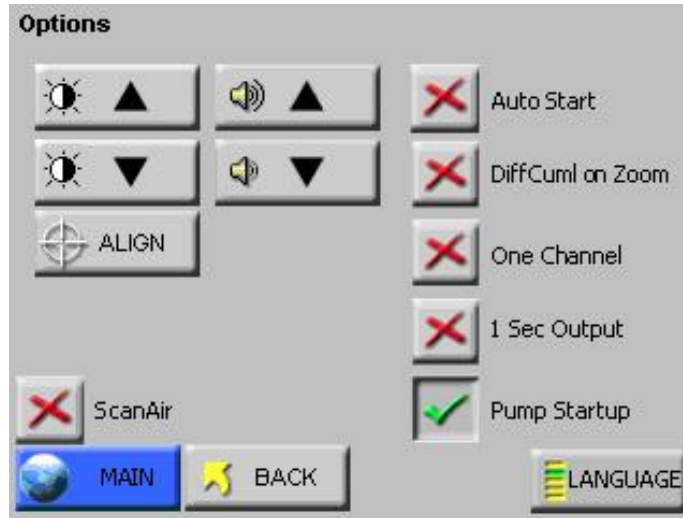 Options
Auto Start
DiffCuml on Zoom
ALIGN
One Channel
1 Sec Output
ScanAir
Pump Startup
MAIN
BACK
LANGUAGE